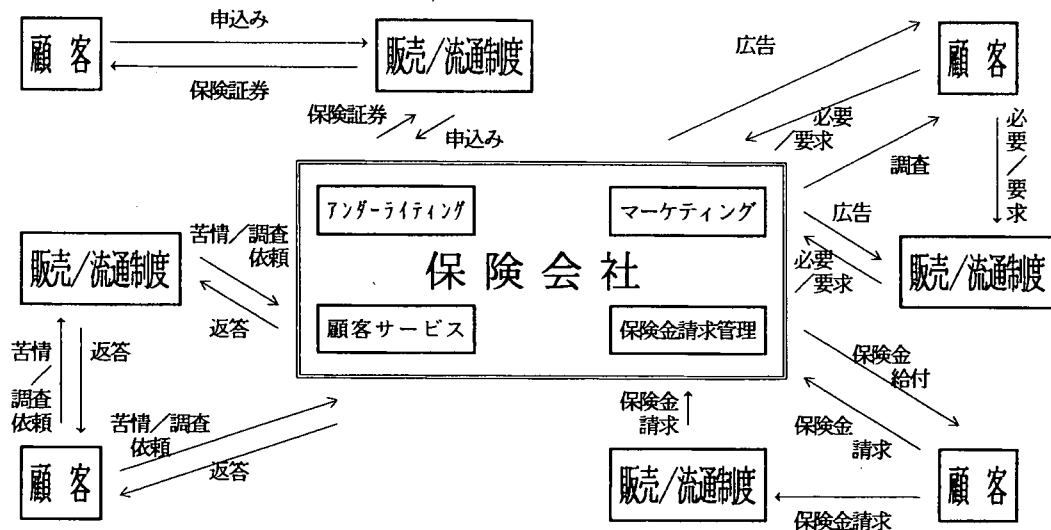 申込み
顧 客
販売／流通制度
保険証券
保険証券
申込み
広告
顧 客
必要
／要求
必要／要求
調査
アンダーライティング
マーケティング
保 険 会 社
顧客サービス
保険金請求管理
苦情／調査
依頼
販売／流通制度
返答
苦情
／
調査
依頼
返答
苦情／調査
依頼
顧 客
返答
広告
必要
／要求
販売／流通制度
保険金
給付
保険金
請求
保険金
請求
販売／流通制度
顧 客
保険金請求